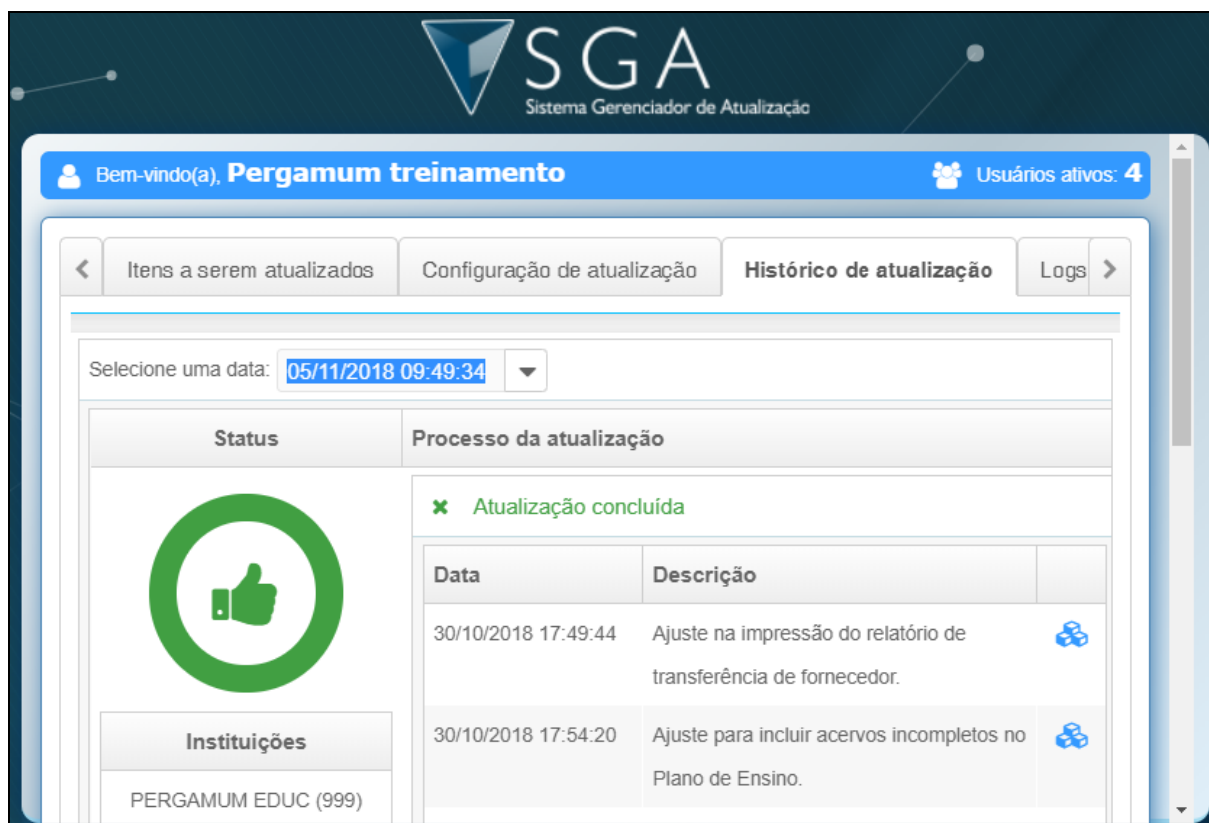 SGA
Sistema Gerenciador de Atualização
Bem-vindo(a), Pergamum treinamento
Usuários ativos: 4
Itens a serem atualizados
Configuração de atualização
Histórico de atualização
Logs
Selecione uma data: 05/11/2018 09:49:34
Status
Processo da atualização
Atualização concluída
Data
Descrição
30/10/2018 17:49:44
Ajuste na impressão do relatório de
transferência de fornecedor.
30/10/2018 17:54:20
Ajuste para incluir acervos incompletos no
Plano de Ensino.
Instituições
PERGAMUM EDUC (999)